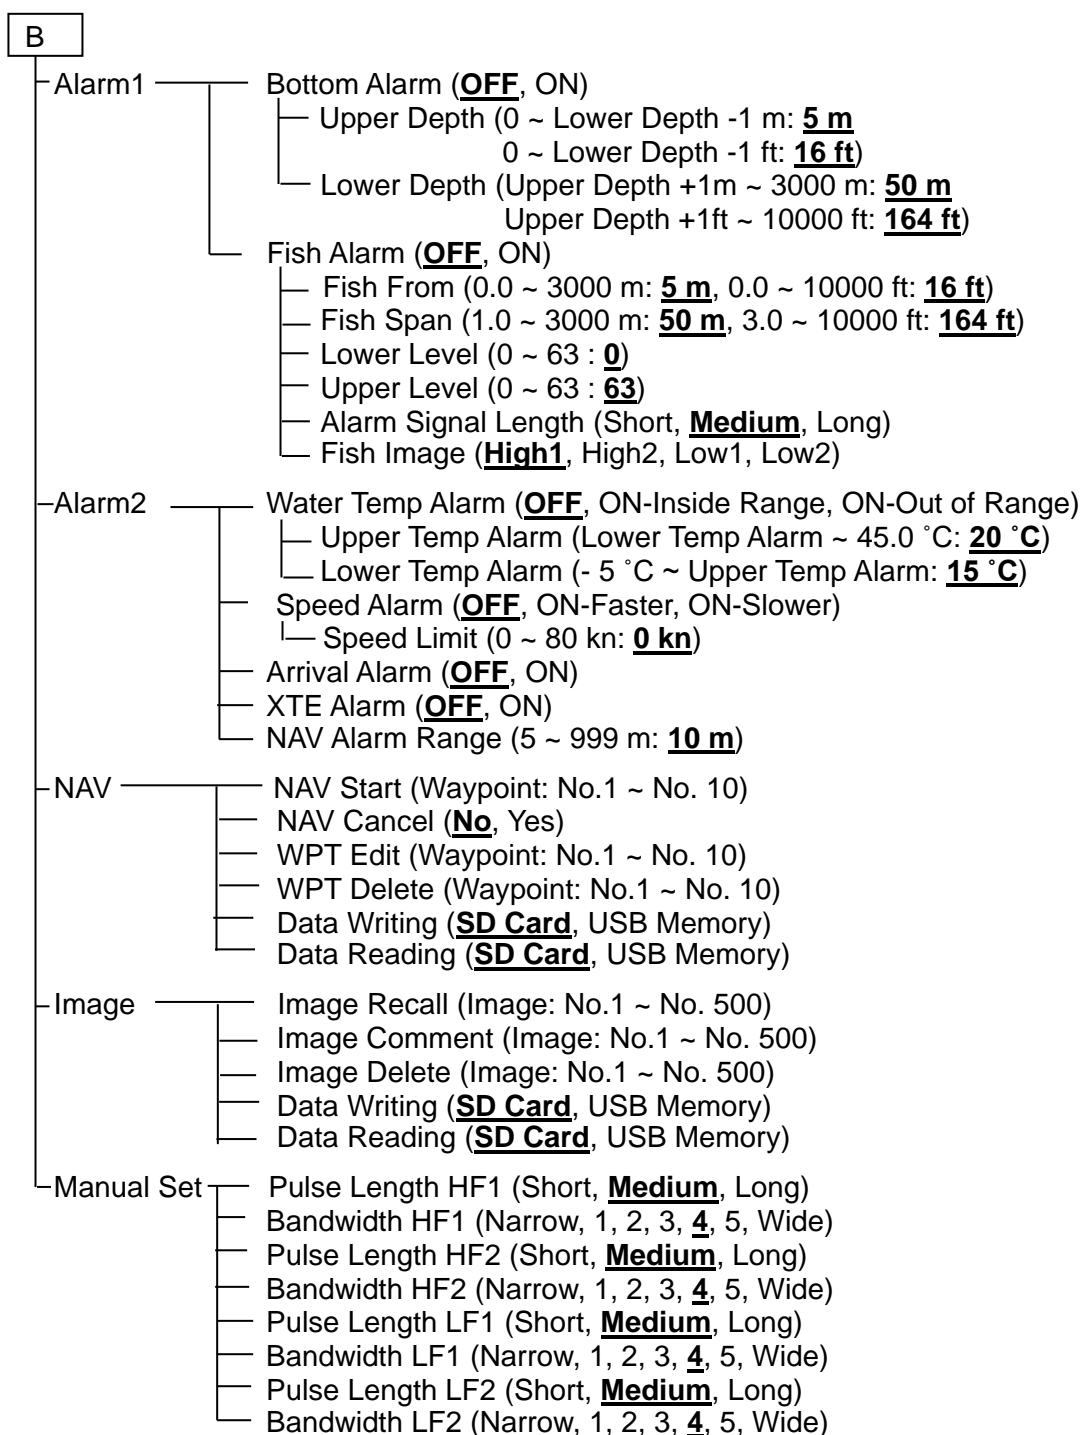 B
Alarm1 Bottom Alarm (OFF, ON)
Upper Depth (0 ~ Lower Depth -1 m: 5 m
0 ~ Lower Depth -1 ft: 16 ft)
Lower Depth (Upper Depth +1m ~ 3000 m: 50 m
Upper Depth +1ft ~ 10000 ft: 164 ft)
Fish Alarm (OFF, ON)
Fish From (0.0 ~ 3000 m: 5 m, 0.0 ~ 10000 ft: 16 ft)
Fish Span (1.0 ~ 3000 m: 50 m, 3.0 ~ 10000 ft: 164 ft)
Lower Level (0 ~ 63 : 0)
Upper Level (0 ~ 63 : 63)
Alarm Signal Length (Short, Medium, Long)
Fish Image (High1, High2, Low1, Low2)
Alarm2 Water Temp Alarm (OFF, ON-Inside Range, ON-Out of Range)
Upper Temp Alarm (Lower Temp Alarm ~ 45.0 ˚C: 20 ˚C)
Lower Temp Alarm (- 5 ˚C ~ Upper Temp Alarm: 15 ˚C)
Speed Alarm (OFF, ON-Faster, ON-Slower)
Speed Limit (0 ~ 80 kn: 0 kn)
Arrival Alarm (OFF, ON)
XTE Alarm (OFF, ON)
NAV Alarm Range (5 ~ 999 m: 10 m)
NAV NAV Start (Waypoint: No.1 ~ No. 10)
NAV Cancel (No, Yes)
WPT Edit (Waypoint: No.1 ~ No. 10)
WPT Delete (Waypoint: No.1 ~ No. 10)
Data Writing (SD Card, USB Memory)
Data Reading (SD Card, USB Memory)
Image Image Recall (Image: No.1 ~ No. 500)
Image Comment (Image: No.1 ~ No. 500)
Image Delete (Image: No.1 ~ No. 500)
Data Writing (SD Card, USB Memory)
Data Reading (SD Card, USB Memory)
Manual Set Pulse Length HF1 (Short, Medium, Long)
Bandwidth HF1 (Narrow, 1, 2, 3, 4, 5, Wide)
Pulse Length HF2 (Short, Medium, Long)
Bandwidth HF2 (Narrow, 1, 2, 3, 4, 5, Wide)
Pulse Length LF1 (Short, Medium, Long)
Bandwidth LF1 (Narrow, 1, 2, 3, 4, 5, Wide)
Pulse Length LF2 (Short, Medium, Long)
Bandwidth LF2 (Narrow, 1, 2, 3, 4, 5, Wide)